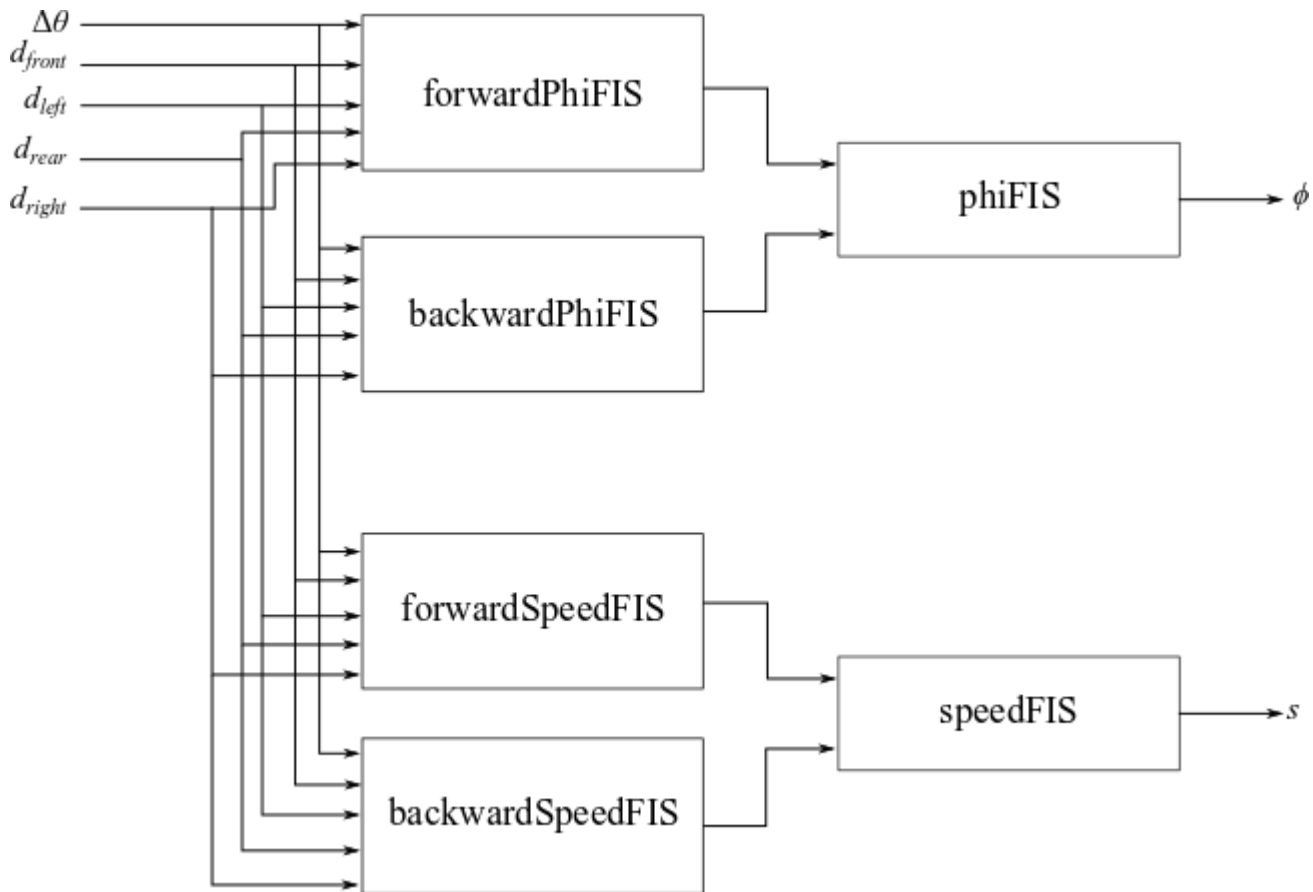 Δθ
d_front
d_left
d_rear
d_right
forwardPhiFIS
backwardPhiFIS
phiFIS
ϕ
forwardSpeedFIS
backwardSpeedFIS
speedFIS
s